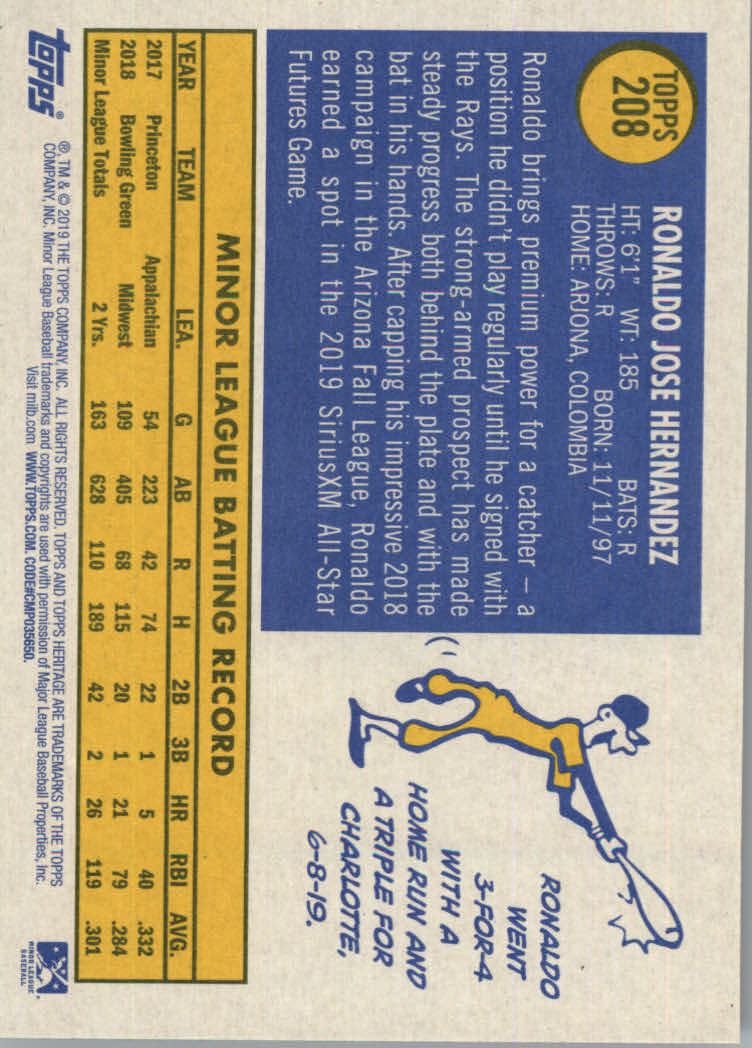 TOPPS
208
RONALDO JOSE HERNANDEZ
HT: 6'1" WT: 185 BATS: R
THROWS: R BORN: 11/11/97
HOME: ARJONA, COLOMBIA
Ronaldo brings premium power for a catcher — a
position he didn't play regularly until he signed with
the Rays. The strong-armed prospect has made
steady progress both behind the plate and with the
bat in his hands. After capping his impressive 2018
campaign in the Arizona Fall League, Ronaldo
earned a spot in the 2019 SiriusXM All-Star
Futures Game.
RONALDO
WENT
3-FOR-4
WITH A
HOME RUN AND
A TRIPLE FOR
CHARLOTTE,
6-8-19.
MINOR LEAGUE BATTING RECORD
YEAR TEAM LEA. G AB R H 2B 3B HR RBI AVG.
2017 Princeton Appalachian 54 223 42 74 22 1 5 40 .332
2018 Bowling Green Midwest 109 405 68 115 20 1 21 79 .284
Minor League Totals 2 Yrs. 163 628 110 189 42 2 26 119 .301
topps®
®, TM & © 2019 THE TOPPS COMPANY, INC. ALL RIGHTS RESERVED. TOPPS AND TOPPS HERITAGE ARE TRADEMARKS OF THE TOPPS
COMPANY, INC. Minor League Baseball trademarks and copyrights are used with permission of Major League Baseball Properties, Inc.
Visit milb.com WWW.TOPPS.COM. CODE#CMP035650.
MINOR LEAGUE
BASEBALL